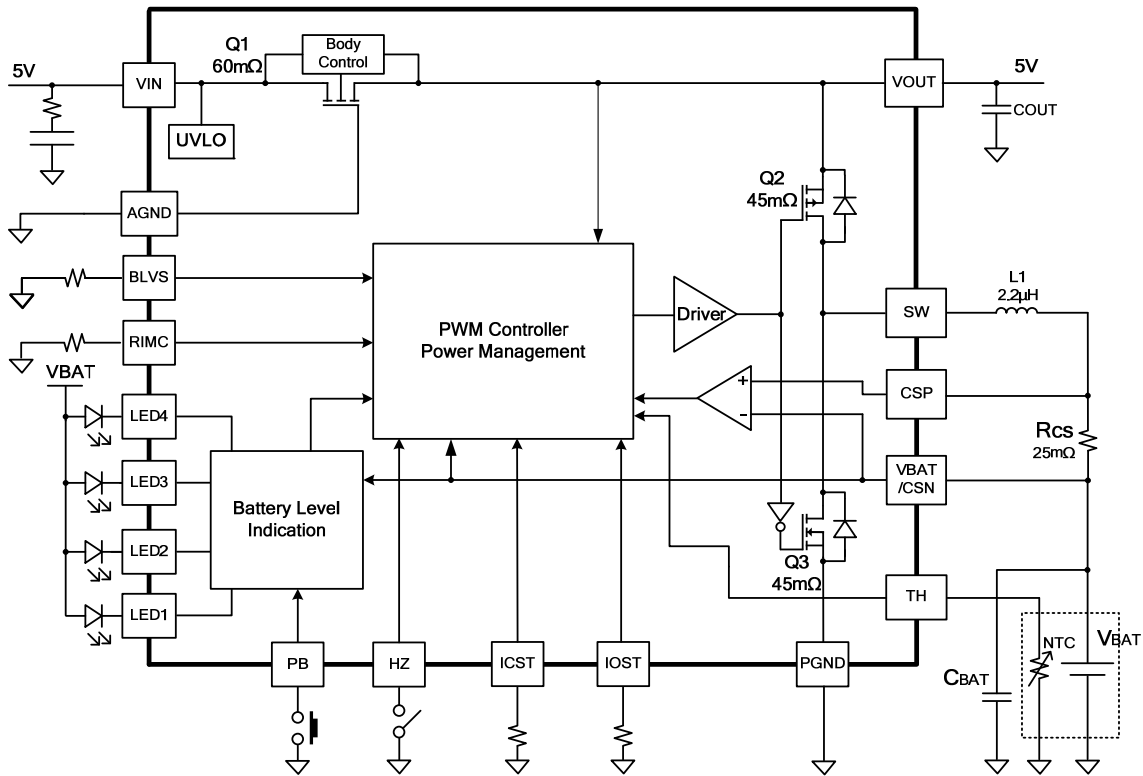 Q1
60mΩ
Body
Control
5V
VIN
VOUT
5V
UVLO
COUT
AGND
Q2
45mΩ
BLVS
L1
2.2µH
PWM Controller
Power Management
Driver
SW
RIMC
VBAT
+
-
CSP
LED4
Rcs
25mΩ
LED3
Battery Level
Indication
VBAT
/CSN
LED2
Q3
45mΩ
TH
LED1
NTC
VBAT
PB
HZ
ICST
IOST
PGND
CBAT